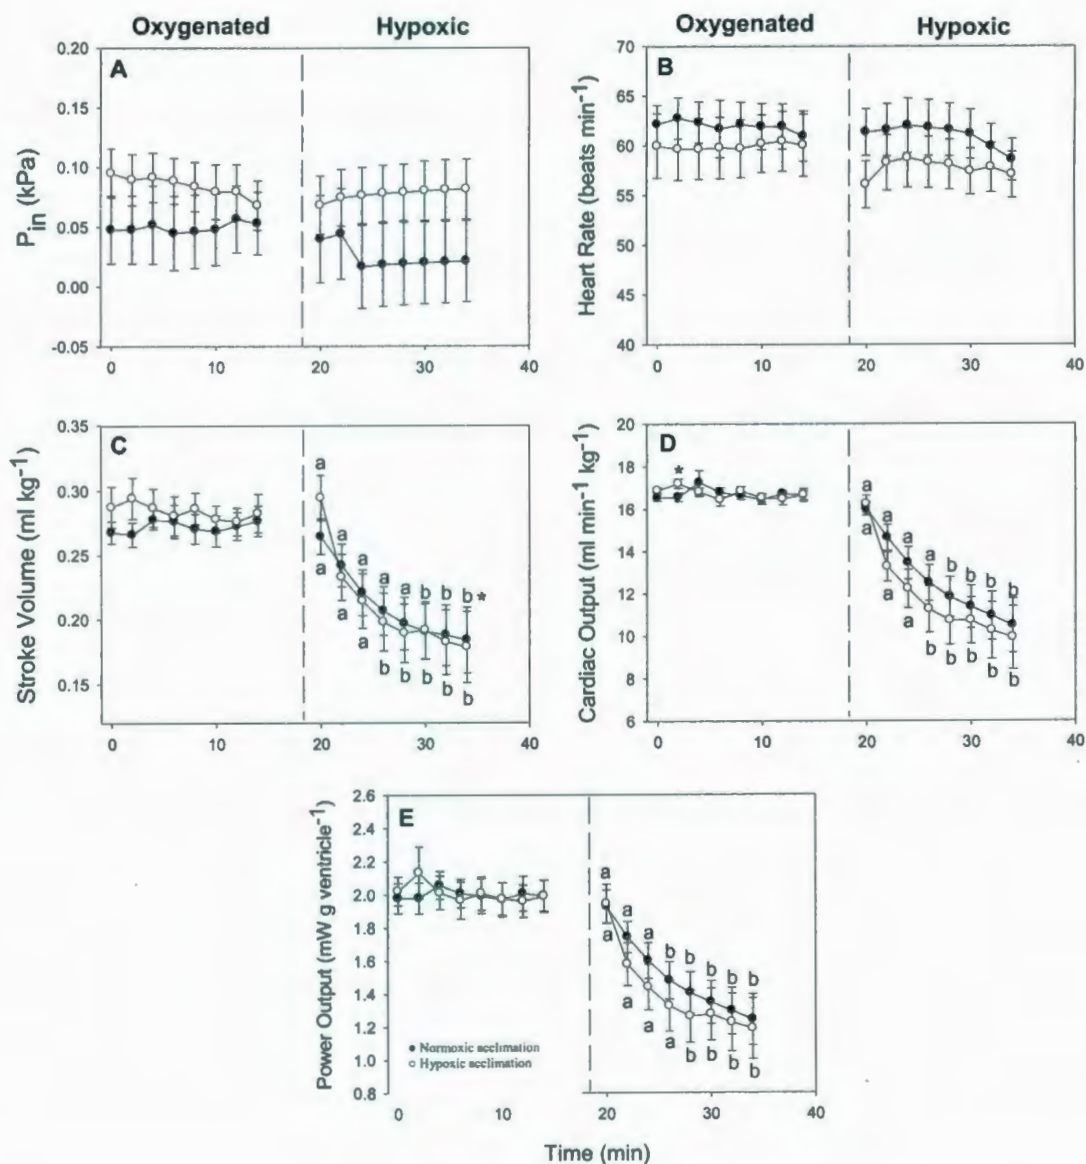 Oxygenated Hypoxic Oxygenated Hypoxic
A
P_in (kPa)
0.20
0.15
0.10
0.05
0.00
-0.05
0 10 20 30 40
B
Heart Rate (beats min⁻¹)
70
65
60
55
50
45
40
0 10 20 30 40
C
Stroke Volume (ml kg⁻¹)
0.35
0.30
0.25
0.20
0.15
a
a a a a b b b *
a a a b b b b b
0 10 20 30 40
D
Cardiac Output (ml min⁻¹ kg⁻¹)
20
18
16
14
12
10
8
6
*
a a a a b b b b
a a a b b b b b
0 10 20 30 40
E
Power Output (mW g ventricle⁻¹)
2.6
2.4
2.2
2.0
1.8
1.6
1.4
1.2
1.0
0.8
a a a b b b b b
a a a a b b b b
Normoxic acclimation
Hypoxic acclimation
0 10 20 30 40
Time (min)